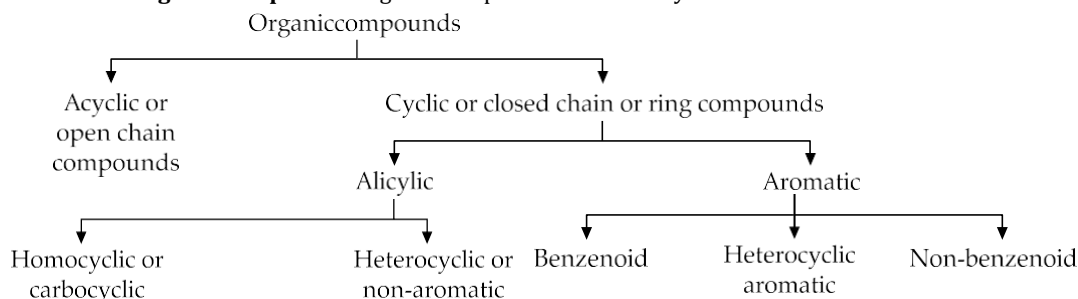 Organiccompounds
Acyclic or
open chain
compounds
Cyclic or closed chain or ring compounds
Alicylic
Aromatic
Homocyclic or
carbocyclic
Heterocyclic or
non-aromatic
Benzenoid
Heterocyclic
aromatic
Non-benzenoid